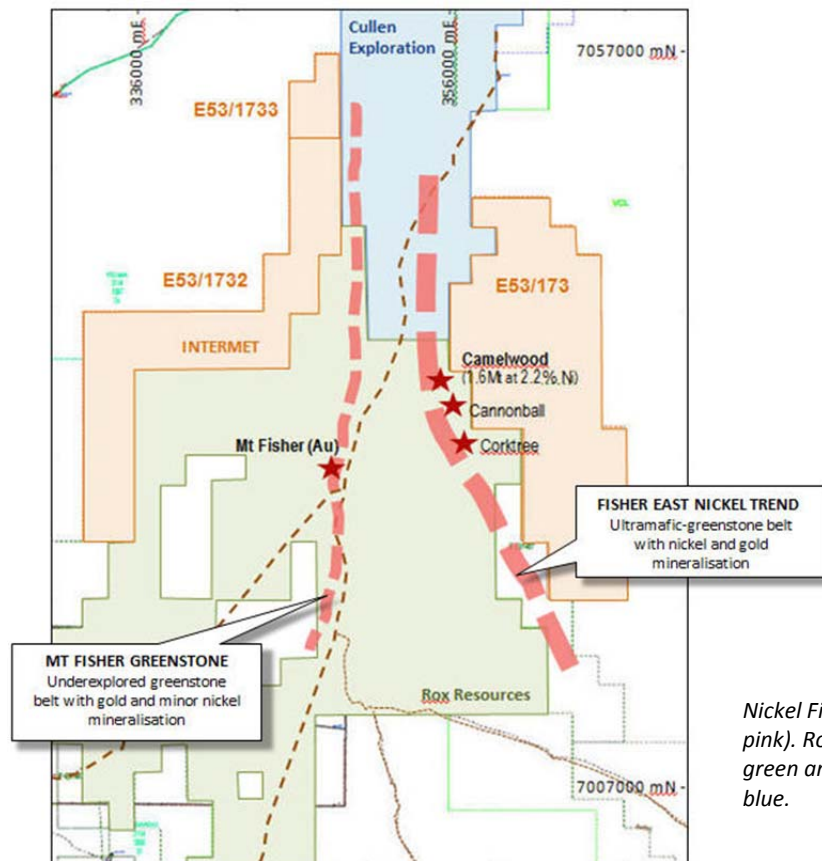 Cullen
Exploration
336000 mE
356000 mE
7057000 mN
E53/1733
VCL
E53/1732
E53/173
INTERMET
Camelwood
(1.6Mt at 2.2% Ni)
Cannonball
Corktree
Mt Fisher (Au)
FISHER EAST NICKEL TREND
Ultramafic-greenstone belt
with nickel and gold
mineralisation
MT FISHER GREENSTONE
Underexplored greenstone
belt with gold and minor nickel
mineralisation
Rox Resources
Nickel Fi
pink). Ro
green ar
blue.
7007000 mN